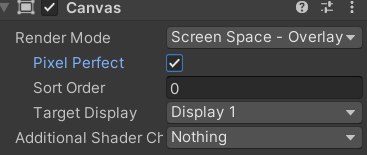 Canvas
Render Mode Screen Space - Overlay
Pixel Perfect
Sort Order 0
Target Display Display 1
Additional Shader Ch Nothing